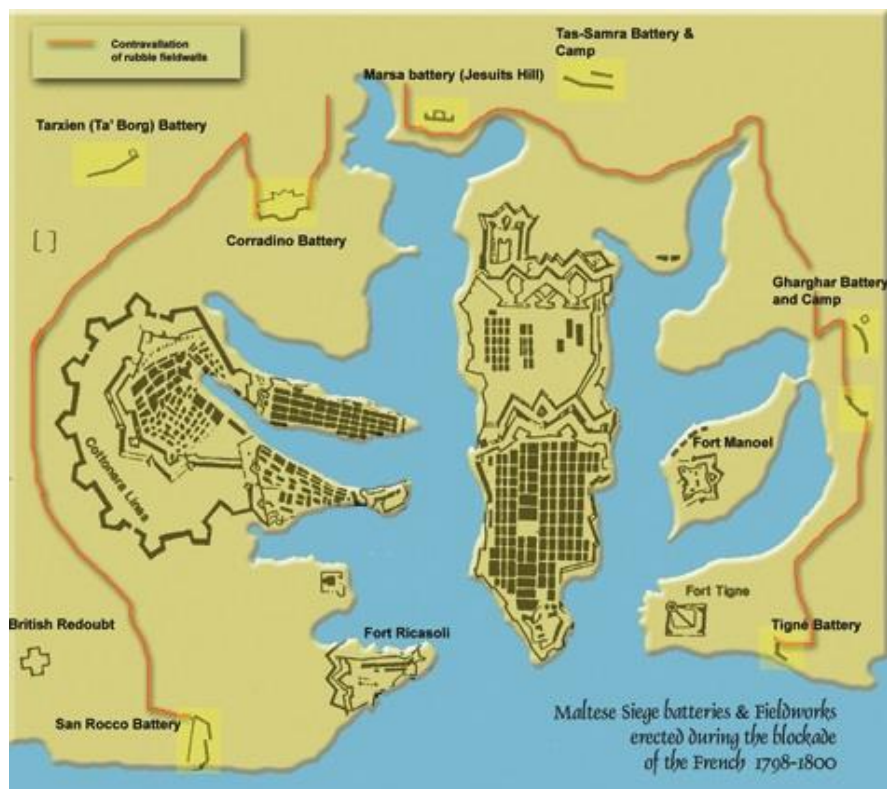 Contravallation
of rubble fieldwalls
Tas-Samra Battery &
Camp
Marsa battery (Jesuits Hill)
Tarxien (Ta' Borg) Battery
Corradino Battery
Gharghar Battery
and Camp
Cottonera Lines
Fort Manoel
Fort Tigne
British Redoubt
Fort Ricasoli
Tigné Battery
San Rocco Battery
Maltese Siege batteries & Fieldworks
erected during the blockade
of the French 1798-1800